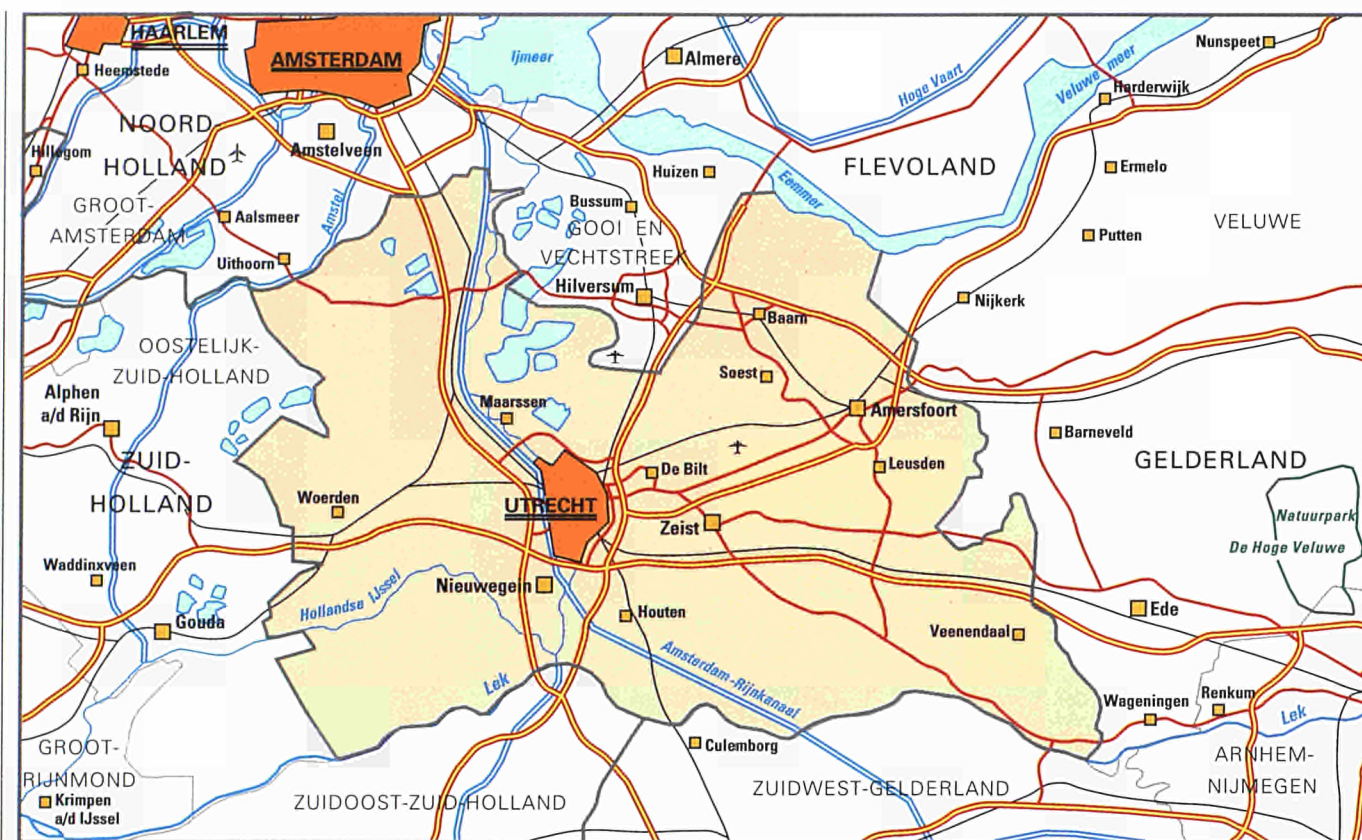 HAARLEM
AMSTERDAM
Ijmeer
Almere
Nunspeet
Heemstede
Hoge Vaart
Veluwe meer
Harderwijk
NOORD-
HOLLAND
Amstelveen
Hillegom
Huizen
FLEVOLAND
Ermelo
Eemmer
GROOT-
AMSTERDAM
Aalsmeer
Amstel
Bussum
GOOI EN
VECHTSTREEK
VELUWE
Putten
Uithoorn
Hilversum
Nijkerk
Baarn
OOSTELIJK-
ZUID-HOLLAND
Soest
Alphen
a/d Rijn
Maarssen
Amersfoort
Barneveld
ZUID-
HOLLAND
De Bilt
Leusden
GELDERLAND
Woerden
UTRECHT
Zeist
Natuurpark
De Hoge Veluwe
Waddinxveen
Hollandse IJssel
Nieuwegein
Gouda
Houten
Ede
Veenendaal
Amsterdam-Rijnkanaal
Lek
Wageningen
Renkum
Lek
GROOT-
RIJNMOND
Culemborg
ARNHEM-
NIJMEGEN
Krimpen
a/d IJssel
ZUIDOOST-ZUID-HOLLAND
ZUIDWEST-GELDERLAND